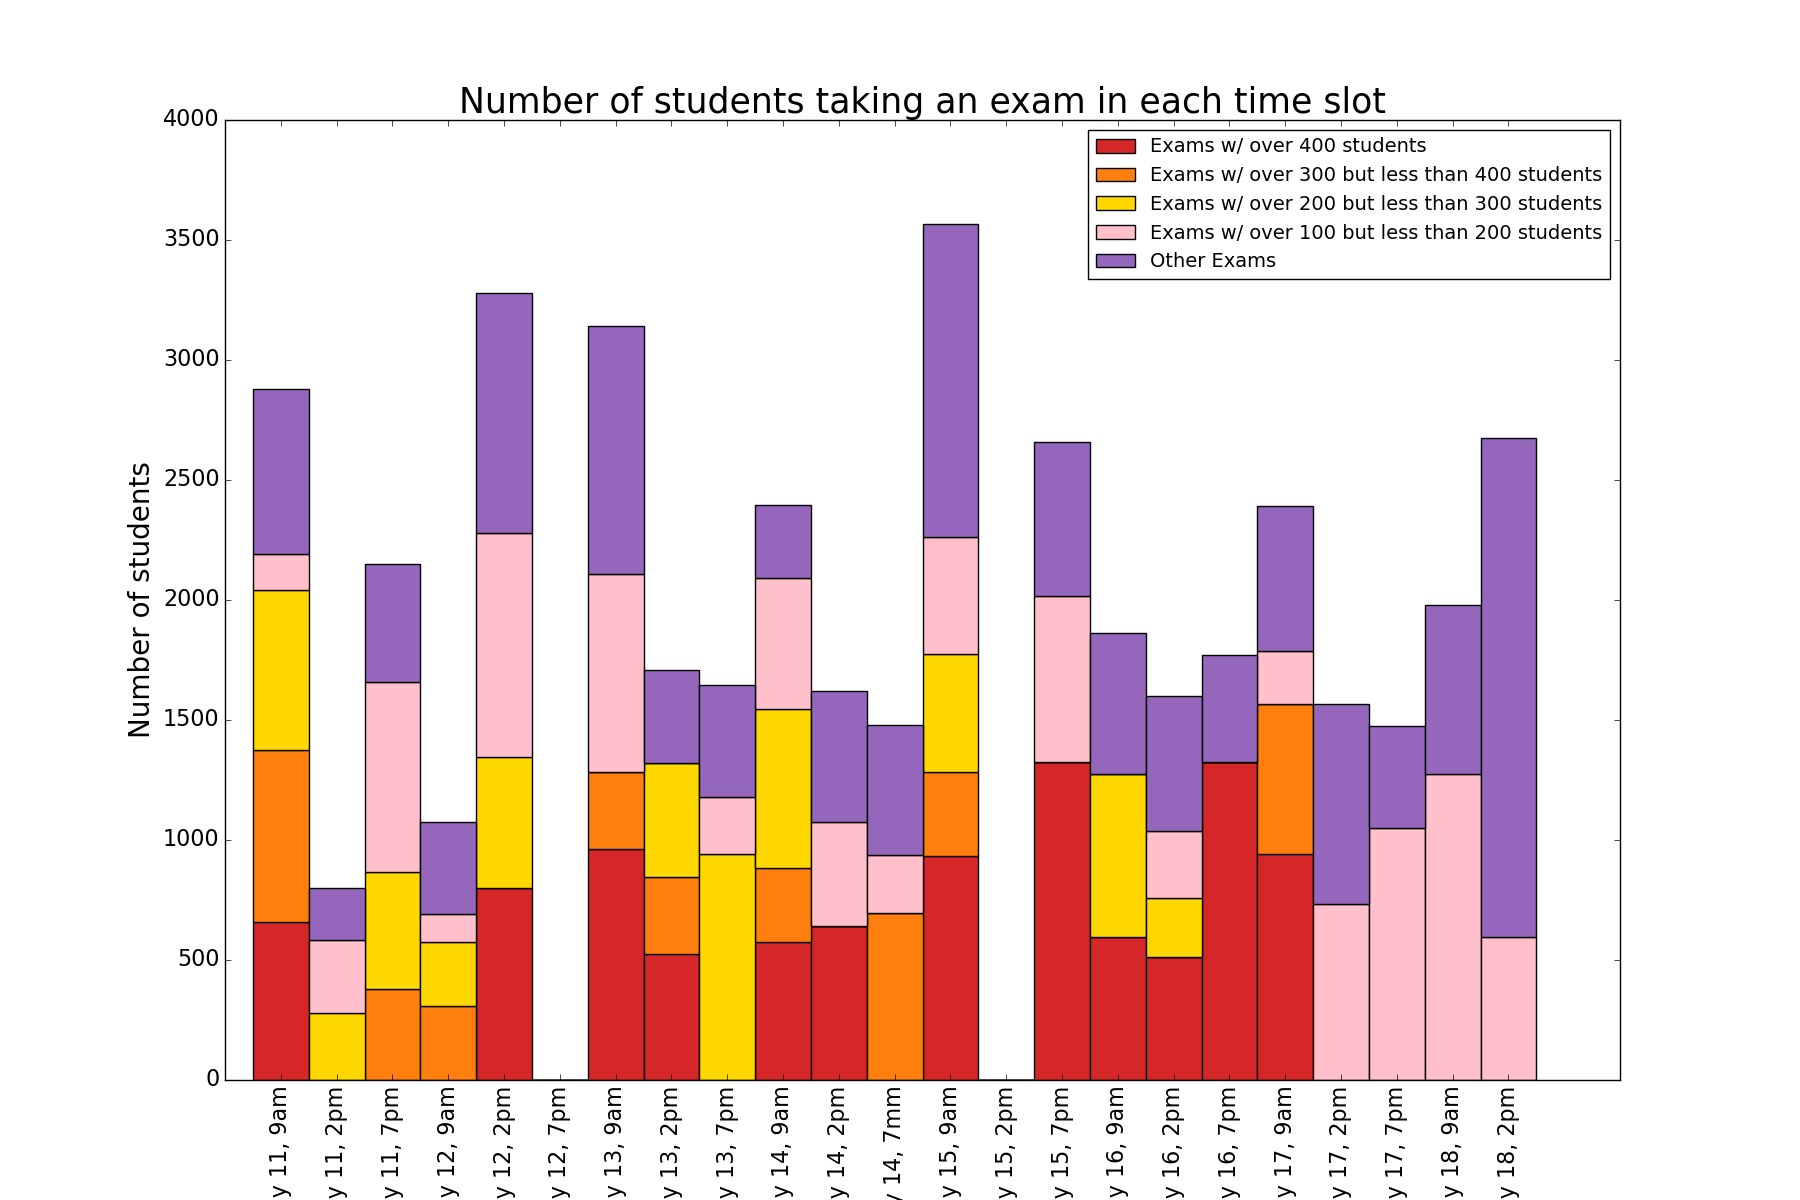 Number of students taking an exam in each time slot
4000
3500
3000
2500
2000
1500
1000
500
0
Number of students
Exams w/ over 400 students
Exams w/ over 300 but less than 400 students
Exams w/ over 200 but less than 300 students
Exams w/ over 100 but less than 200 students
Other Exams
y 11, 9am
y 11, 2pm
y 11, 7pm
y 12, 9am
y 12, 2pm
y 12, 7pm
y 13, 9am
y 13, 2pm
y 13, 7pm
y 14, 9am
y 14, 2pm
y 14, 7mm
y 15, 9am
y 15, 2pm
y 15, 7pm
y 16, 9am
y 16, 2pm
y 16, 7pm
y 17, 9am
y 17, 2pm
y 17, 7pm
y 18, 9am
y 18, 2pm